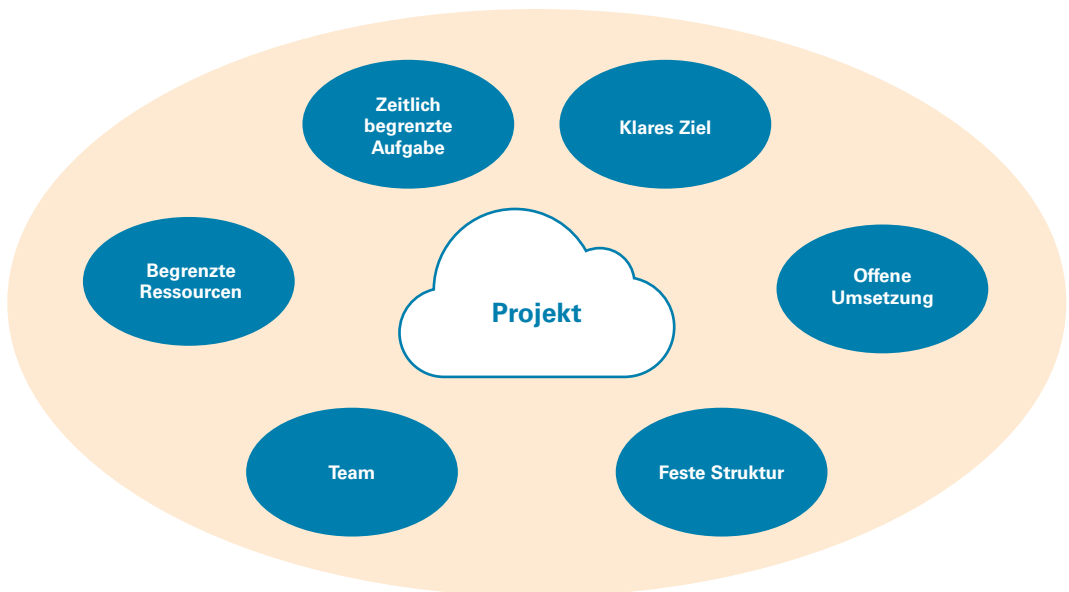 Zeitlich
begrenzte
Aufgabe
Klares Ziel
Begrenzte
Ressourcen
Projekt
Offene
Umsetzung
Team
Feste Struktur